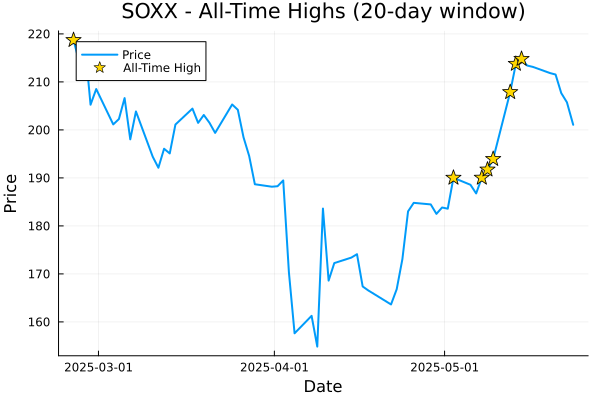 SOXX - All-Time Highs (20-day window)
220
Price
All-Time High
210
200
190
180
170
160
Price
2025-03-01
2025-04-01
2025-05-01
Date